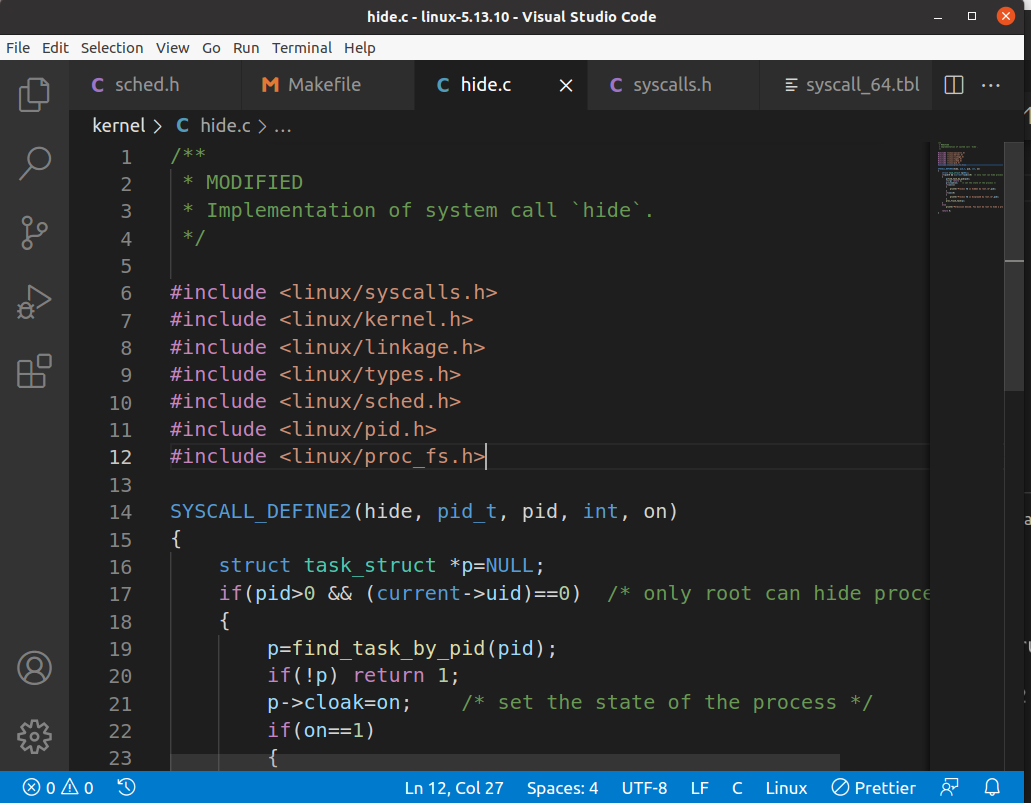 hide.c - linux-5.13.10 - Visual Studio Code
File Edit Selection View Go Run Terminal Help
C sched.h M Makefile C hide.c C syscalls.h syscall_64.tbl
kernel > C hide.c > ...
1 /**
2 * MODIFIED
3 * Implementation of system call `hide`.
4 */
5
6 #include <linux/syscalls.h>
7 #include <linux/kernel.h>
8 #include <linux/linkage.h>
9 #include <linux/types.h>
10 #include <linux/sched.h>
11 #include <linux/pid.h>
12 #include <linux/proc_fs.h>
13
14 SYSCALL_DEFINE2(hide, pid_t, pid, int, on)
15 {
16 struct task_struct *p=NULL;
17 if(pid>0 && (current->uid)==0) /* only root can hide proce
18 {
19 p=find_task_by_pid(pid);
20 if(!p) return 1;
21 p->cloak=on; /* set the state of the process */
22 if(on==1)
23 {
0 0 Ln 12, Col 27 Spaces: 4 UTF-8 LF C Linux Prettier